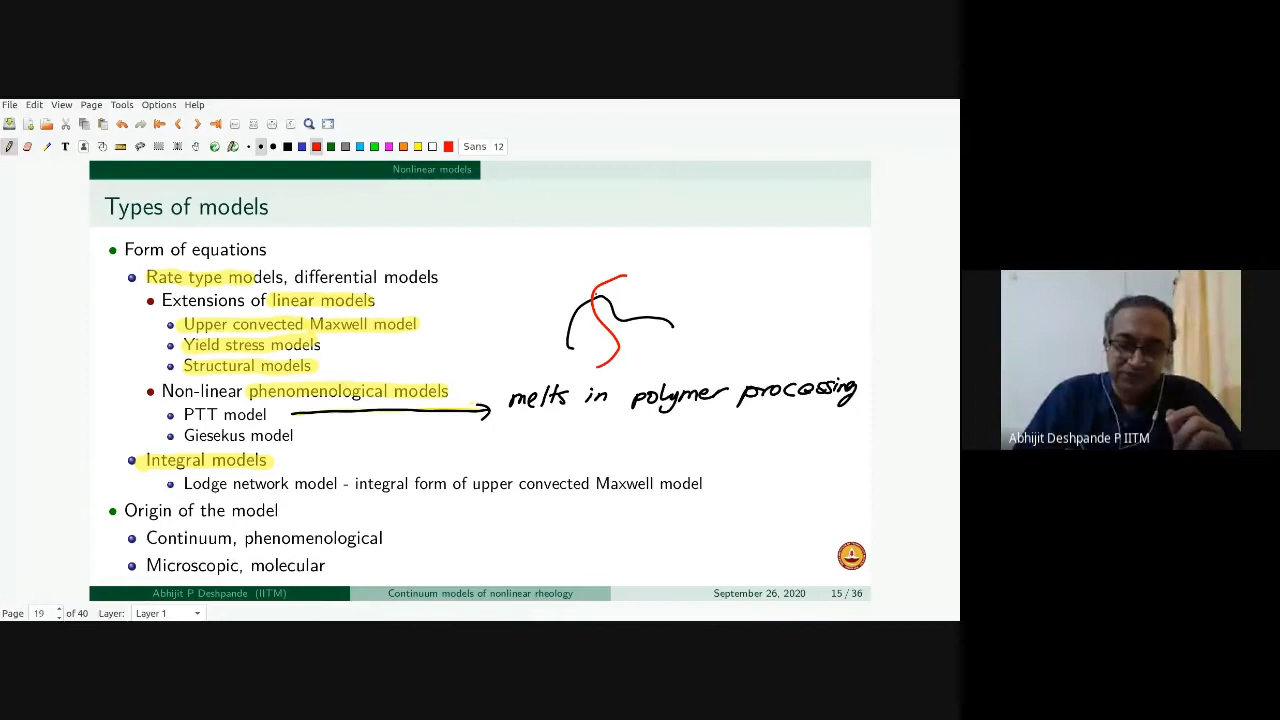 File Edit View Page Tools Options Help
Sans 12
Nonlinear models
Types of models
Form of equations
Rate type models, differential models
Extensions of linear models
Upper convected Maxwell model
Yield stress models
Structural models
Non-linear phenomenological models
PTT model
melts in polymer processing
Giesekus model
Integral models
Lodge network model - integral form of upper convected Maxwell model
Origin of the model
Continuum, phenomenological
Microscopic, molecular
Abhijit P Deshpande (IITM) Continuum models of nonlinear rheology September 26, 2020 15 / 36
Page 19 of 40 Layer: Layer 1
Abhijit Deshpande P IITM